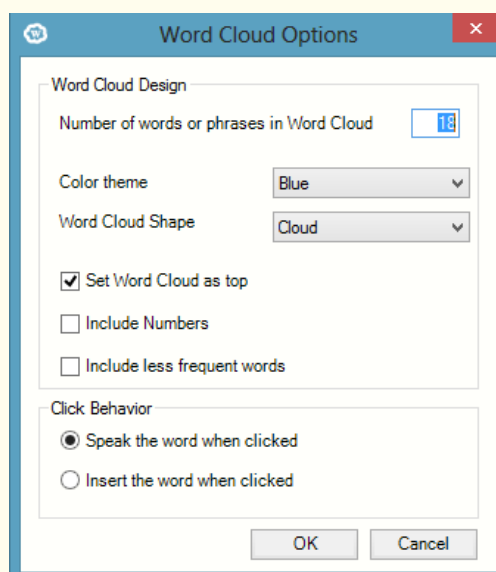 W
Word Cloud Options
Word Cloud Design
Number of words or phrases in Word Cloud 18
Color theme Blue
Word Cloud Shape Cloud
Set Word Cloud as top
Include Numbers
Include less frequent words
Click Behavior
Speak the word when clicked
Insert the word when clicked
OK Cancel